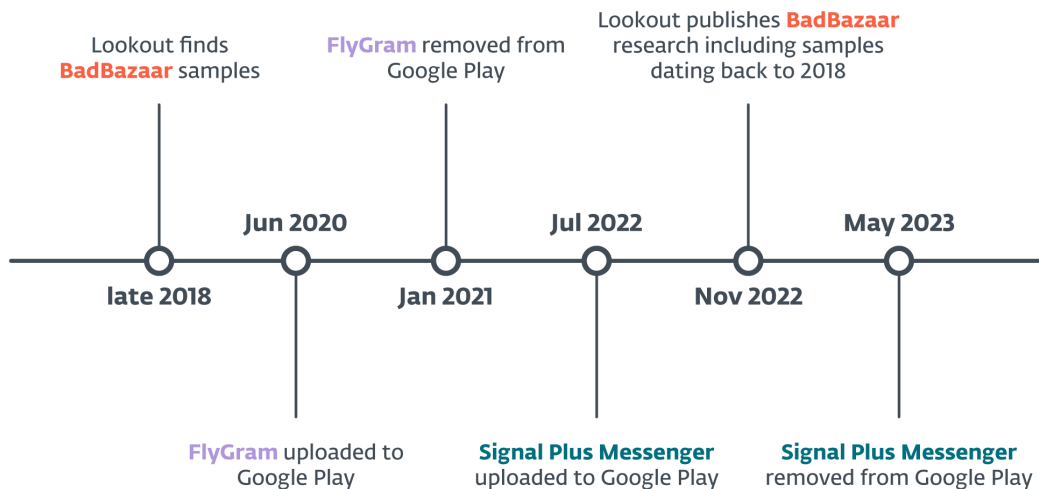 Lookout finds
BadBazaar samples
FlyGram removed from
Google Play
Lookout publishes BadBazaar
research including samples
dating back to 2018
Jun 2020
Jul 2022
May 2023
late 2018
Jan 2021
Nov 2022
FlyGram uploaded to
Google Play
Signal Plus Messenger
uploaded to Google Play
Signal Plus Messenger
removed from Google Play